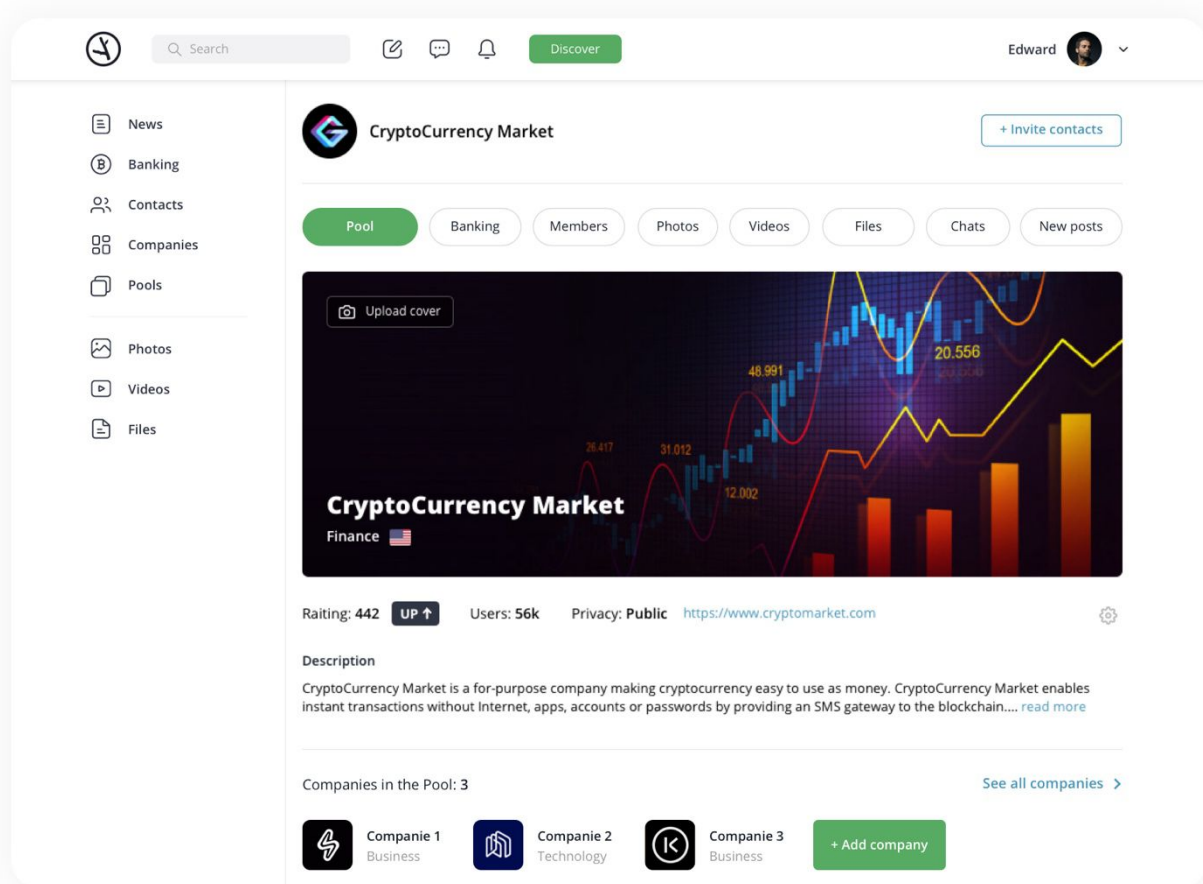 Search
Discover
Edward
News
Banking
Contacts
Companies
Pools
Photos
Videos
Files
CryptoCurrency Market
+ Invite contacts
Pool
Banking
Members
Photos
Videos
Files
Chats
New posts
Upload cover
20.556
48.991
26.417
31.012
12.002
CryptoCurrency Market
Finance
Raiting: 442 UP ↑ Users: 56k Privacy: Public https://www.cryptomarket.com
Description
CryptoCurrency Market is a for-purpose company making cryptocurrency easy to use as money. CryptoCurrency Market enables
instant transactions without Internet, apps, accounts or passwords by providing an SMS gateway to the blockchain.... read more
Companies in the Pool: 3
See all companies >
Companie 1
Business
Companie 2
Technology
Companie 3
Business
+ Add company